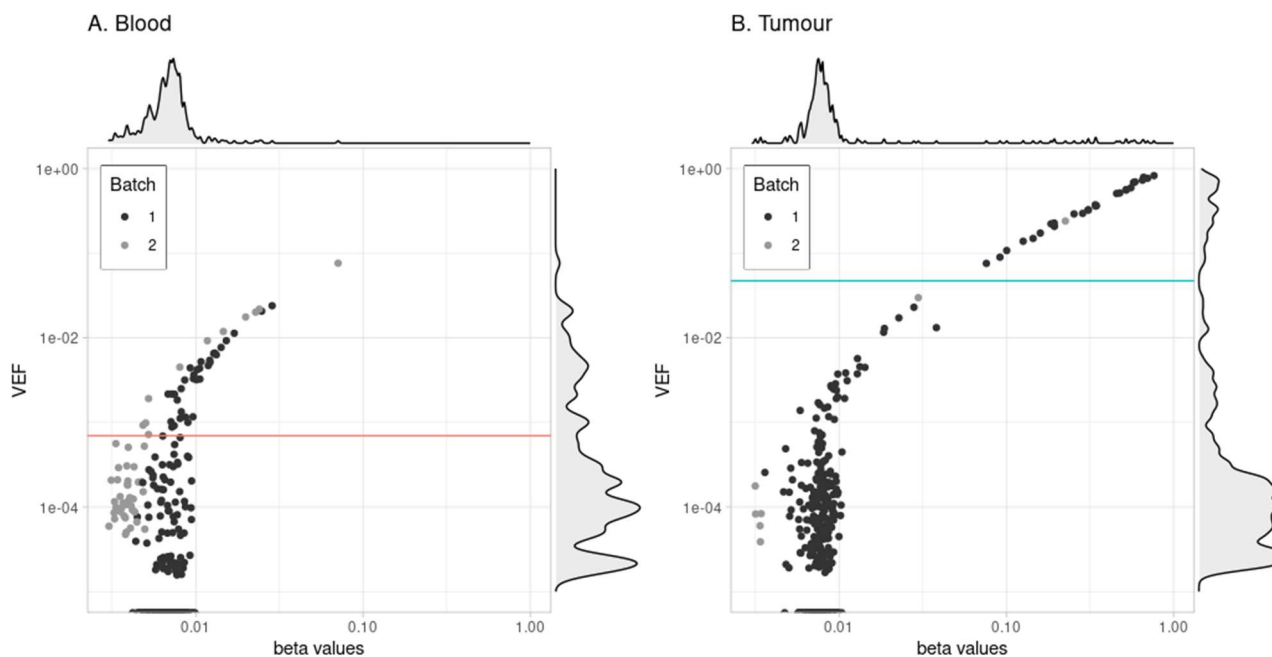 A. Blood
1e+00
1e-02
1e-04
VEF
Batch
1
2
0.01
0.10
1.00
beta values
B. Tumour
1e+00
1e-02
1e-04
VEF
Batch
1
2
0.01
0.10
1.00
beta values